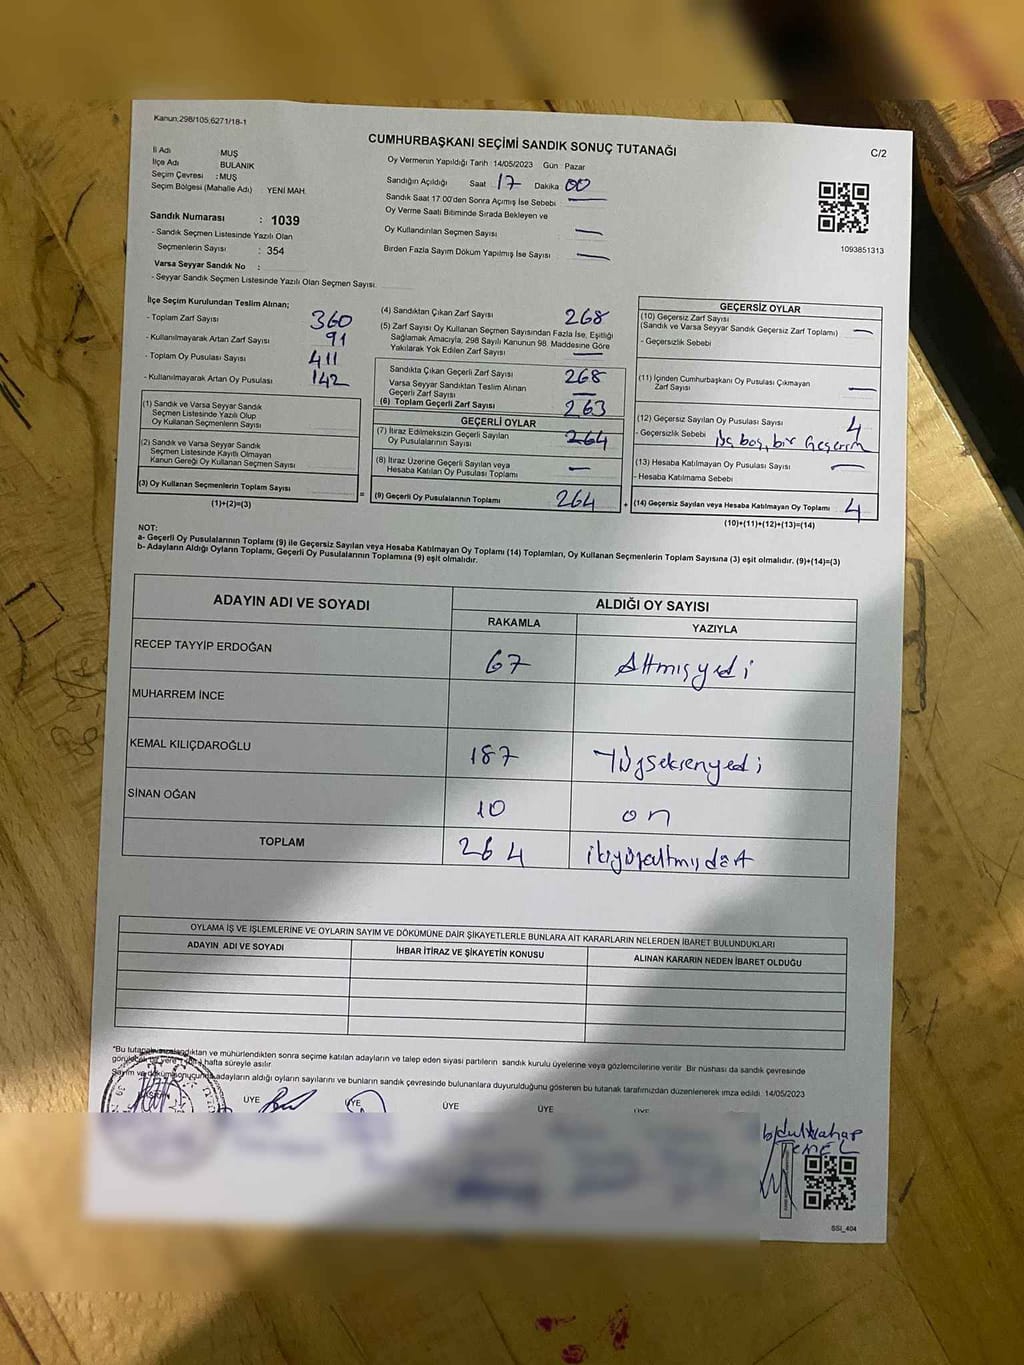 Kanun,298/105,6271/18-1
CUMHURBAŞKANI SEÇİMİ SANDIK SONUÇ TUTANAĞI
C/2
İl Adı MUŞ
İlçe Adı BULANIK
Seçim Çevresi : MUŞ
Seçim Bölgesi (Mahalle Adı) YENİ MAH.
Sandık Numarası : 1039
- Sandık Seçmen Listesinde Yazılı Olan
Seçmenlerin Sayısı : 354
Varsa Seyyar Sandık No :
- Seyyar Sandık Seçmen Listesinde Yazılı Olan Seçmen Sayısı:
Oy Vermenin Yapıldığı Tarih :14/05/2023 Gün Pazar
Sandığın Açıldığı Saat 17 Dakika 00
Sandık Saat 17:00'den Sonra Açımış İse Sebebi —
Oy Verme Saati Bitiminde Sırada Bekleyen ve
Oy Kullandırılan Seçmen Sayısı —
Birden Fazla Sayım Döküm Yapılmış İse Sayısı —
1093851313
İlçe Seçim Kurulundan Teslim Alınan;
- Toplam Zarf Sayısı 360
- Kullanılmayarak Artan Zarf Sayısı 91
- Toplam Oy Pusulası Sayısı 411
- Kullanılmayarak Artan Oy Pusulası 142
(1) Sandık ve Varsa Seyyar Sandık
Seçmen Listesinde Yazılı Olup
Oy Kullanan Seçmenlerin Sayısı
(2) Sandık ve Varsa Seyyar Sandık
Seçmen Listesinde Kayıtlı Olmayan
Kanun Gereği Oy Kullanan Seçmen Sayısı
(3) Oy Kullanan Seçmenlerin Toplam Sayısı
(1)+(2)=(3)
(4) Sandıktan Çıkan Zarf Sayısı 268
(5) Zarf Sayısı Oy Kullanan Seçmen Sayısından Fazla İse, Eşitliği
Sağlamak Amacıyla, 298 Sayılı Kanunun 98. Maddesine Göre
Yakılarak Yok Edilen Zarf Sayısı —
Sandıkta Çıkan Geçerli Zarf Sayısı 268
Varsa Seyyar Sandıktan Teslim Alınan
Geçerli Zarf Sayısı —
(6) Toplam Geçerli Zarf Sayısı 263
GEÇERLİ OYLAR
(7) İtiraz Edilmeksizin Geçerli Sayılan
Oy Pusulalarının Sayısı 264
(8) İtiraz Üzerine Geçerli Sayılan veya
Hesaba Katılan Oy Pusulası Toplamı —
= (9) Geçerli Oy Pusulalarının Toplamı 264 +
GEÇERSİZ OYLAR
(10) Geçersiz Zarf Sayısı
(Sandık ve Varsa Seyyar Sandık Geçersiz Zarf Toplamı) —
- Geçersizlik Sebebi
(11) İçinden Cumhurbaşkanı Oy Pusulası Çıkmayan
Zarf Sayısı —
(12) Geçersiz Sayılan Oy Pusulası Sayısı 4
- Geçersizlik Sebebi boş, bir
(13) Hesaba Katılmayan Oy Pusulası Sayısı —
- Hesaba Katılmama Sebebi
(14) Geçersiz Sayılan veya Hesaba Katılmayan Oy Toplamı 4
(10)+(11)+(12)+(13)=(14)
NOT:
a- Geçerli Oy Pusulalarının Toplamı (9) ile Geçersiz Sayılan veya Hesaba Katılmayan Oy Toplamı (14) Toplamları, Oy Kullanan Seçmenlerin Toplam Sayısına (3) eşit olmalıdır. (9)+(14)=(3)
b- Adayların Aldığı Oyların Toplamı, Geçerli Oy Pusulalarının Toplamına (9) eşit olmalıdır.
ADAYIN ADI VE SOYADI ALDIĞI OY SAYISI
RAKAMLA YAZIYLA
RECEP TAYYİP ERDOĞAN 67 Altmışyedi
MUHARREM İNCE
KEMAL KILIÇDAROĞLU 187 Yüzseksenyedi
SİNAN OĞAN 10 on
TOPLAM 264 ikiyüzaltmışdört
OYLAMA İŞ VE İŞLEMLERİNE VE OYLARIN SAYIM VE DÖKÜMÜNE DAİR ŞİKAYETLERLE BUNLARA AİT KARARLARIN NELERDEN İBARET BULUNDUKLARI
ADAYIN ADI VE SOYADI İHBAR İTİRAZ VE ŞİKAYETİN KONUSU ALINAN KARARIN NEDEN İBARET OLDUĞU
"Bu tutanak ve mühürlendikten sonra seçime katılan adayların ve talep eden siyasi partilerin sandık kurulu üyelerine veya gözlemcilerine verilir. Bir nüshası da sandık çevresinde
hafta süreyle asılır.
Sayım ve adayların aldığı oyların sayılarını ve bunların sandık çevresinde bulunanlara duyurulduğunu gösteren bu tutanak tarafımızdan düzenlenerek imza edildi. 14/05/2023
ÜYE ÜYE ÜYE ÜYE ÜYE
SSI_404